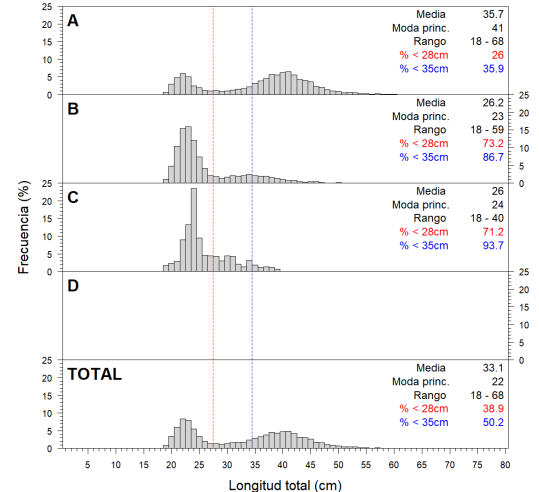 25
20
15
10
5
0
A
Media 35.7
Moda princ. 41
Rango 18 - 68
% < 28cm 26
% < 35cm 35.9
25
20
15
10
5
0
B
Media 26.2
Moda princ. 23
Rango 18 - 59
% < 28cm 73.2
% < 35cm 86.7
25
20
15
10
5
0
C
Media 26
Moda princ. 24
Rango 18 - 40
% < 28cm 71.2
% < 35cm 93.7
D
25
20
15
10
5
0
25
20
15
10
5
0
TOTAL
Media 33.1
Moda princ. 22
Rango 18 - 68
% < 28cm 38.9
% < 35cm 50.2
Frecuencia (%)
5 10 15 20 25 30 35 40 45 50 55 60 65 70 75 80
Longitud total (cm)